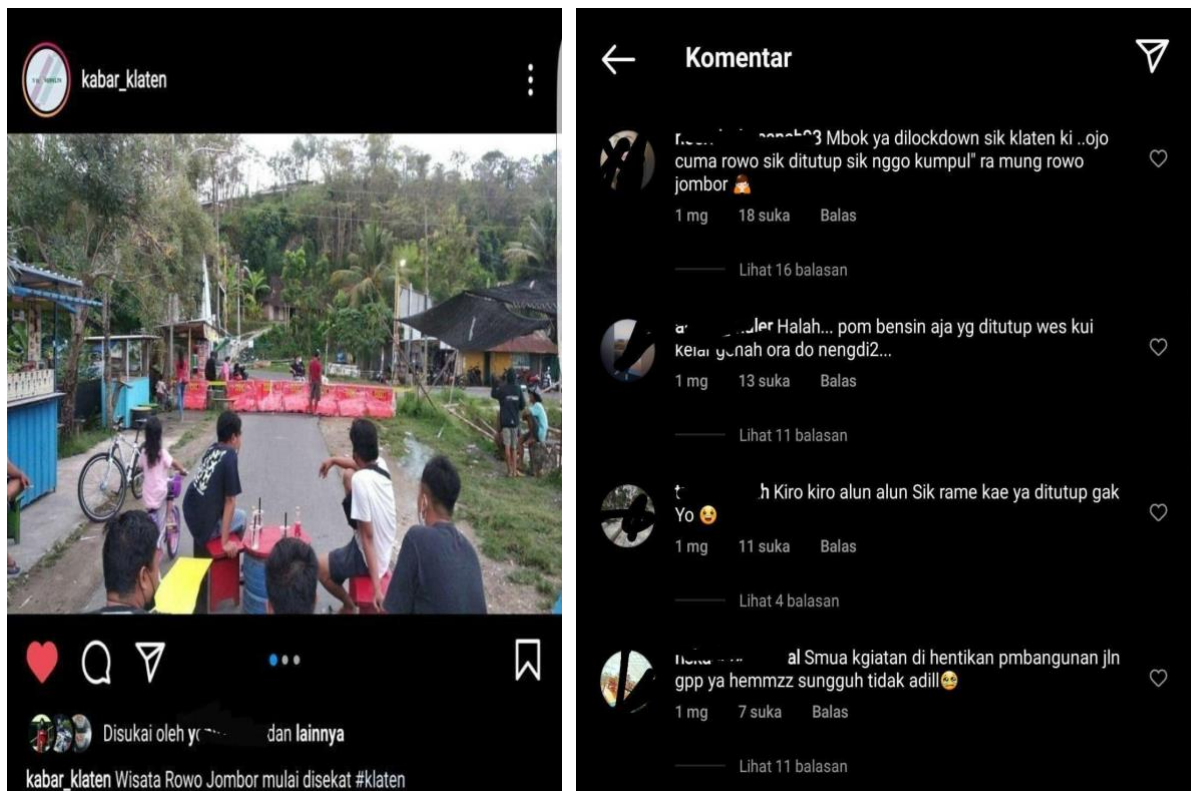 kabar_klaten
Disukai oleh dan lainnya
kabar_klaten Wisata Rowo Jombor mulai disekat #klaten
Komentar
Mbok ya dilockdown sik klaten ki ..ojo
cuma rowo sik ditutup sik nggo kumpul" ra mung rowo
jombor
1 mg 18 suka Balas
Lihat 16 balasan
Halah... pom bensin aja yg ditutup wes kui
kelar genah ora do nengdi2...
1 mg 13 suka Balas
Lihat 11 balasan
Kiro kiro alun alun Sik rame kae ya ditutup gak
Yo
1 mg 11 suka Balas
Lihat 4 balasan
al Smua kgiatan di hentikan pmbangunan jln
gpp ya hemmzz sungguh tidak adill
1 mg 7 suka Balas
Lihat 11 balasan